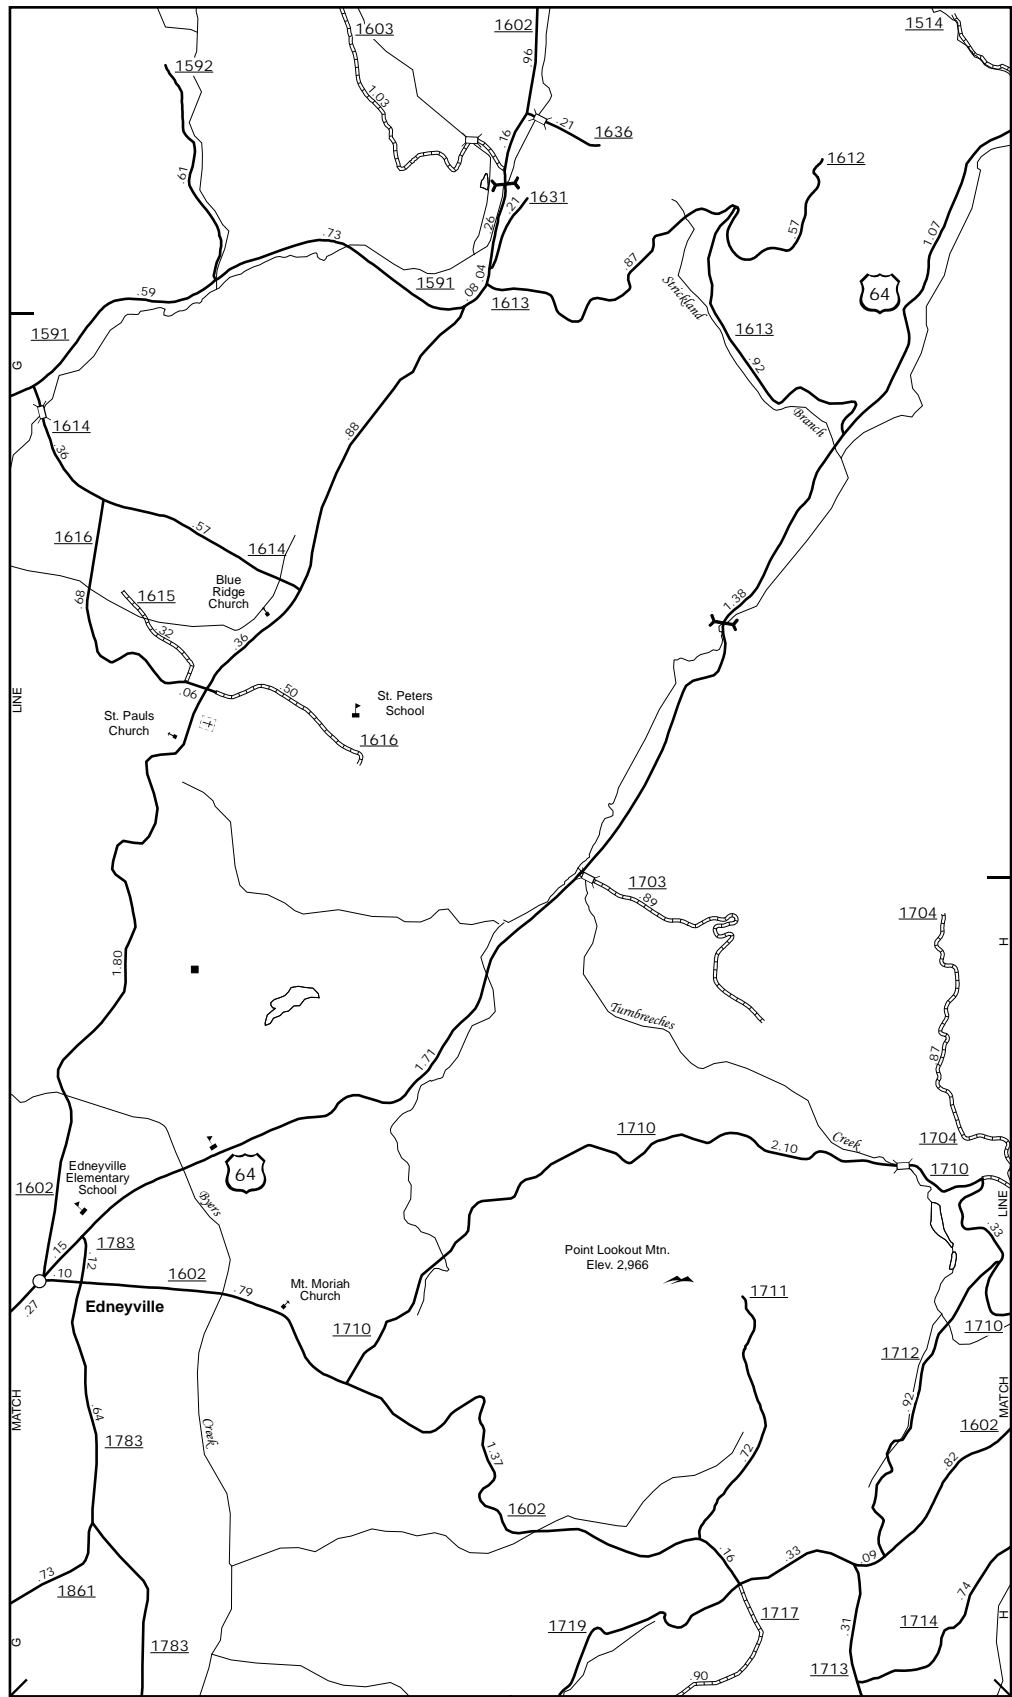 1603
1602
1514
1592
.96
1.03
.21
1636
.16
1612
.61
1631
.21
.26
.57
1.07
.73
.87
.04
1591
.08
1613
Strickland
64
.59
1591
1613
G
.92
1614
Branch
.36
.88
.57
1616
1614
Blue
Ridge
Church
.68
1615
1.38
.32
.36
.06
.50
St. Peters
School
LINE
St. Pauls
Church
1616
1703
.89
1704
H
1.80
Turnbreeches
1.71
.87
1710
2.10
Creek
1704
1710
Edneyville
Elementary
School
64
1602
Byers
LINE
.33
.15
1783
.12
Point Lookout Mtn.
Elev. 2,966
.10
1602
.79
Mt. Moriah
Church
1711
.27
Edneyville
1710
1710
1712
MATCH
.92
MATCH
.64
1783
Creek
1602
1.37
.72
.82
1602
.16
.33
.09
.73
1861
.74
1719
1717
.31
1714
H
G
1783
.90
1713